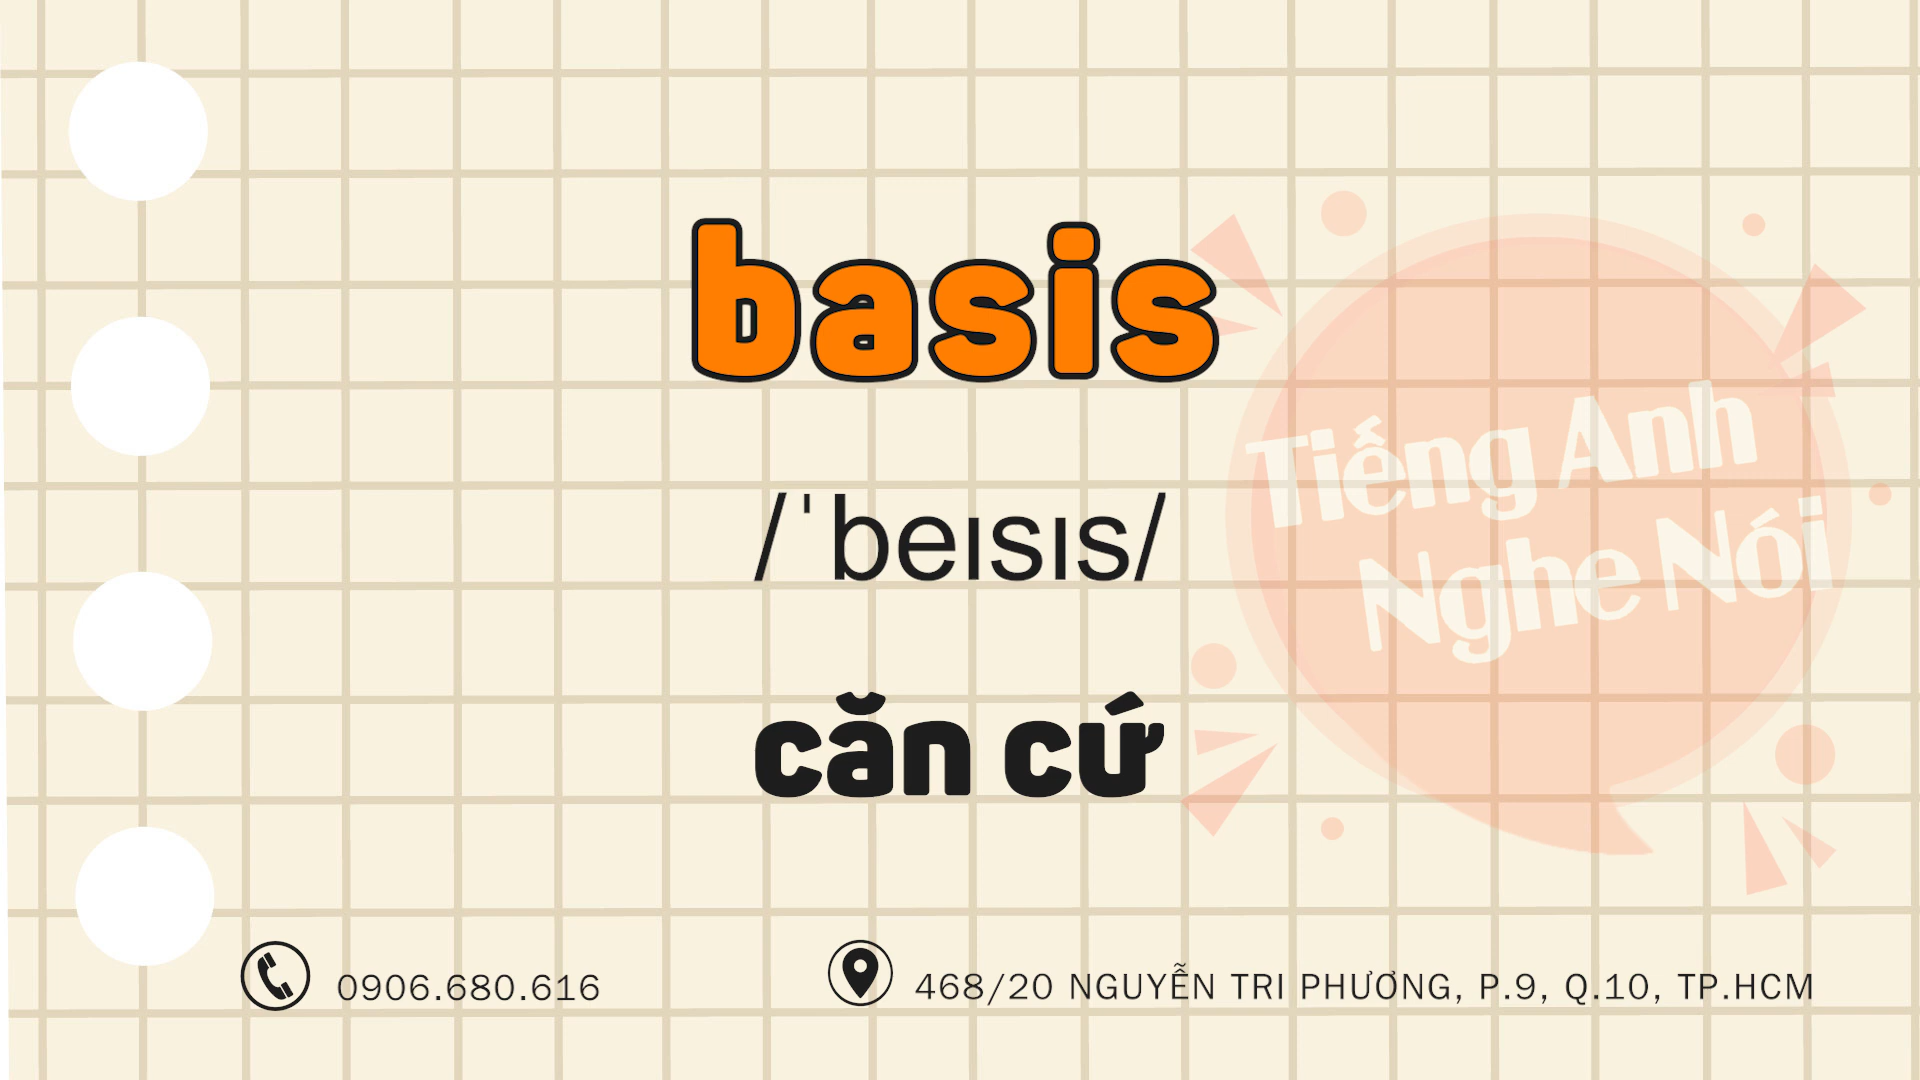 basis
/ˈbeɪsɪs/
căn cứ
Tiếng Anh
Nghe Nói
0906.680.616
468/20 NGUYỄN TRI PHƯƠNG, P.9, Q.10, TP.HCM